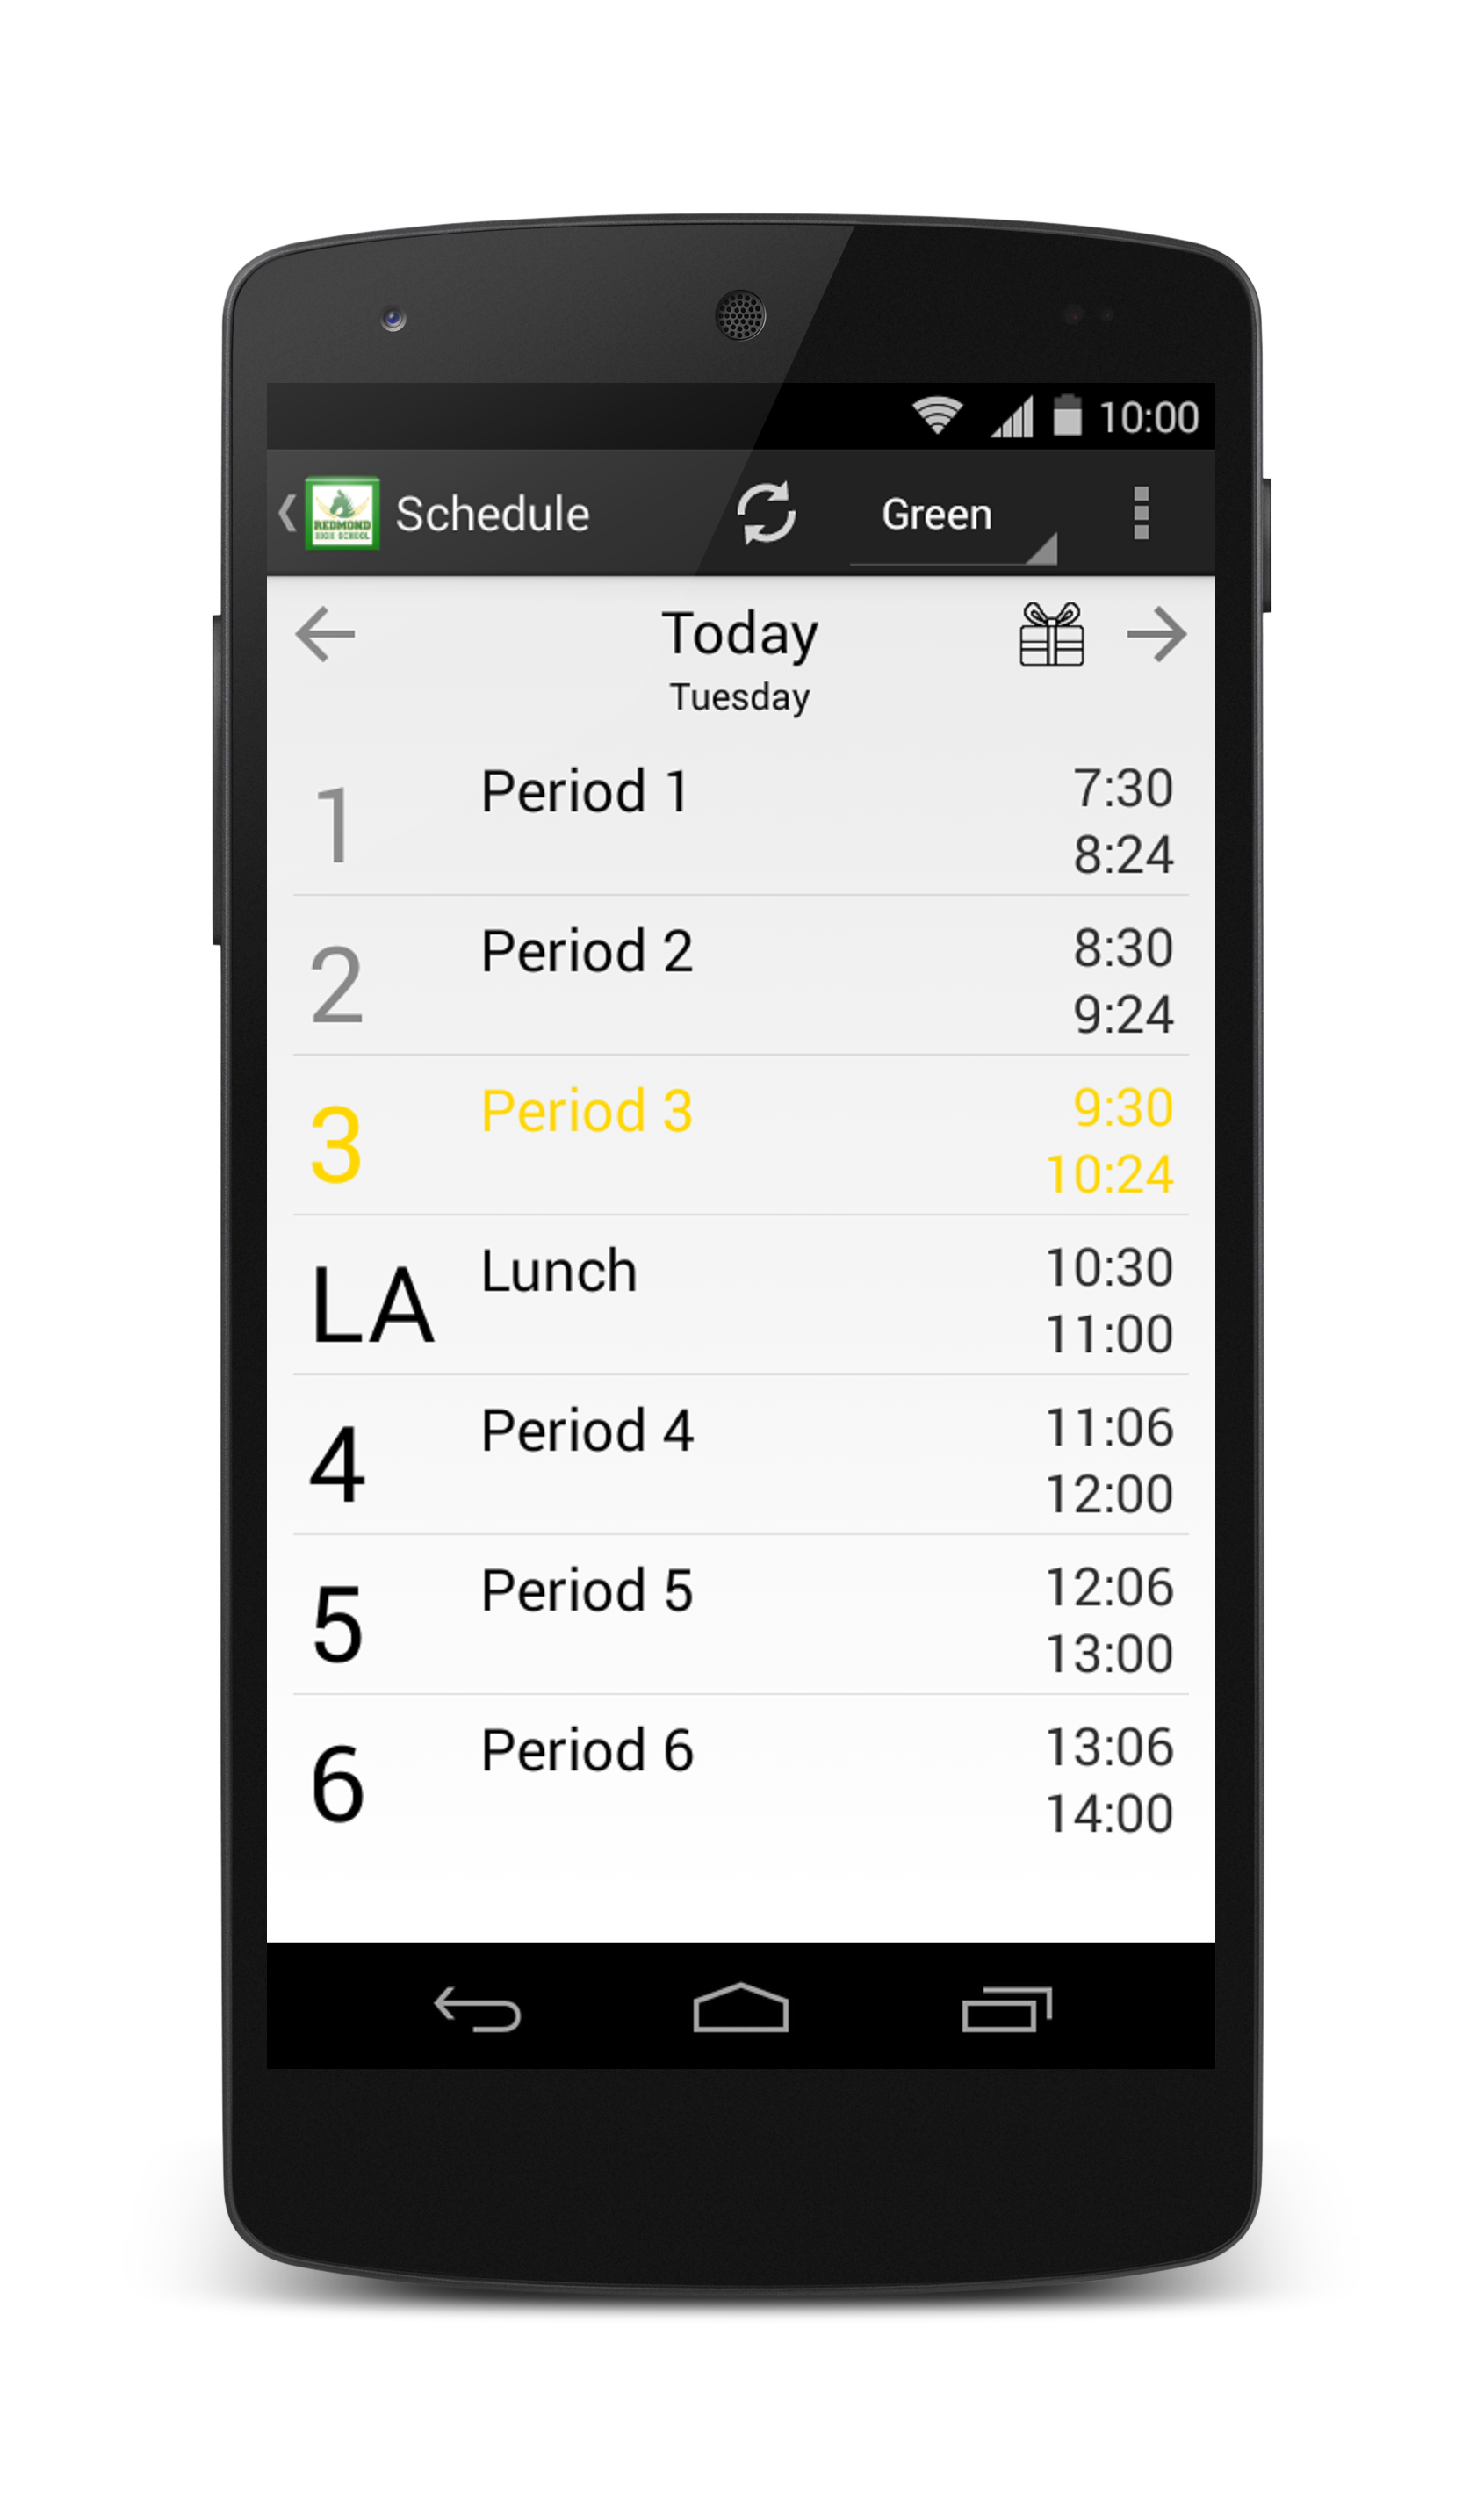 10:00
REDMOND
HIGH SCHOOL
Schedule
Green
Today
Tuesday
1 Period 1 7:30
8:24
2 Period 2 8:30
9:24
3 Period 3 9:30
10:24
LA Lunch 10:30
11:00
4 Period 4 11:06
12:00
5 Period 5 12:06
13:00
6 Period 6 13:06
14:00